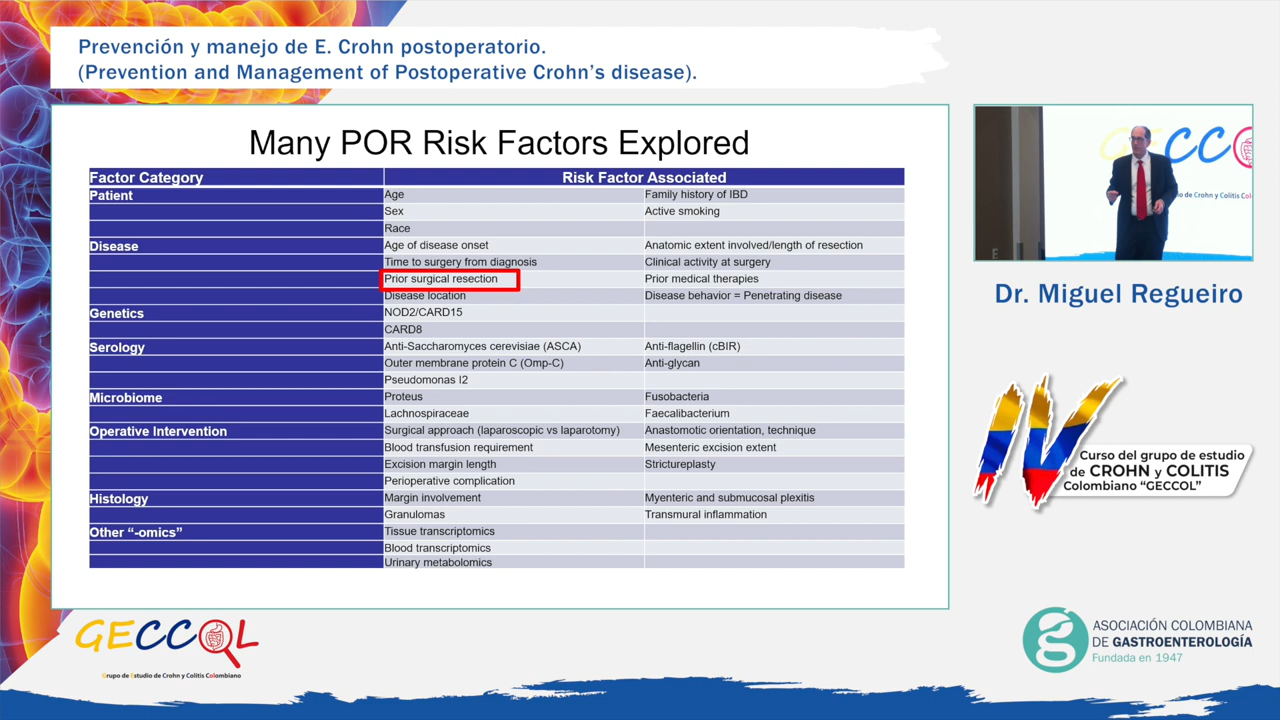 Prevención y manejo de E. Crohn postoperatorio.
(Prevention and Management of Postoperative Crohn's disease).
Many POR Risk Factors Explored
Factor Category Risk Factor Associated
Patient Age Family history of IBD
Sex Active smoking
Race
Disease Age of disease onset Anatomic extent involved/length of resection
Time to surgery from diagnosis Clinical activity at surgery
Prior surgical resection Prior medical therapies
Disease location Disease behavior = Penetrating disease
Genetics NOD2/CARD15
CARD8
Serology Anti-Saccharomyces cerevisiae (ASCA) Anti-flagellin (cBIR)
Outer membrane protein C (Omp-C) Anti-glycan
Pseudomonas I2
Microbiome Proteus Fusobacteria
Lachnospiraceae Faecalibacterium
Operative Intervention Surgical approach (laparoscopic vs laparotomy) Anastomotic orientation, technique
Blood transfusion requirement Mesenteric excision extent
Excision margin length Strictureplasty
Perioperative complication
Histology Margin involvement Myenteric and submucosal plexitis
Granulomas Transmural inflammation
Other "-omics" Tissue transcriptomics
Blood transcriptomics
Urinary metabolomics
Dr. Miguel Regueiro
IV
Curso del grupo de estudio
de CROHN y COLITIS
Colombiano "GECCOL"
GECCOL
Grupo de Estudio de Crohn y Colitis Colombiano
ASOCIACIÓN COLOMBIANA
DE GASTROENTEROLOGÍA
Fundada en 1947